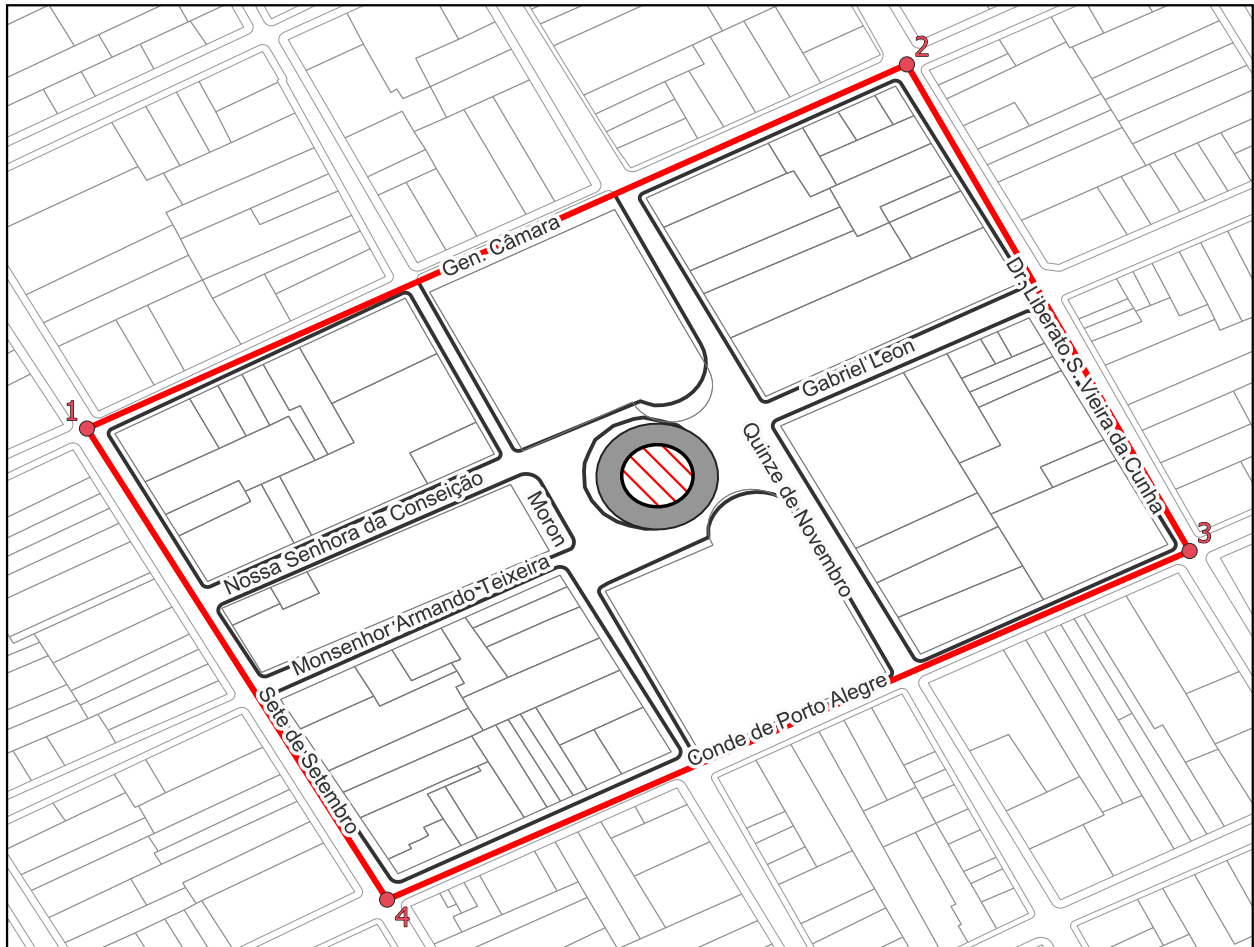 2
Gen. Câmara
Dr. Liberato S. Vieira da Cunha
Gabriel Leon
1
Quinze de Novembro
Nossa Senhora da Conseição
Moron
3
Monsenhor Armando Teixeira
Sete de Setembro
Conde de Porto Alegre
4